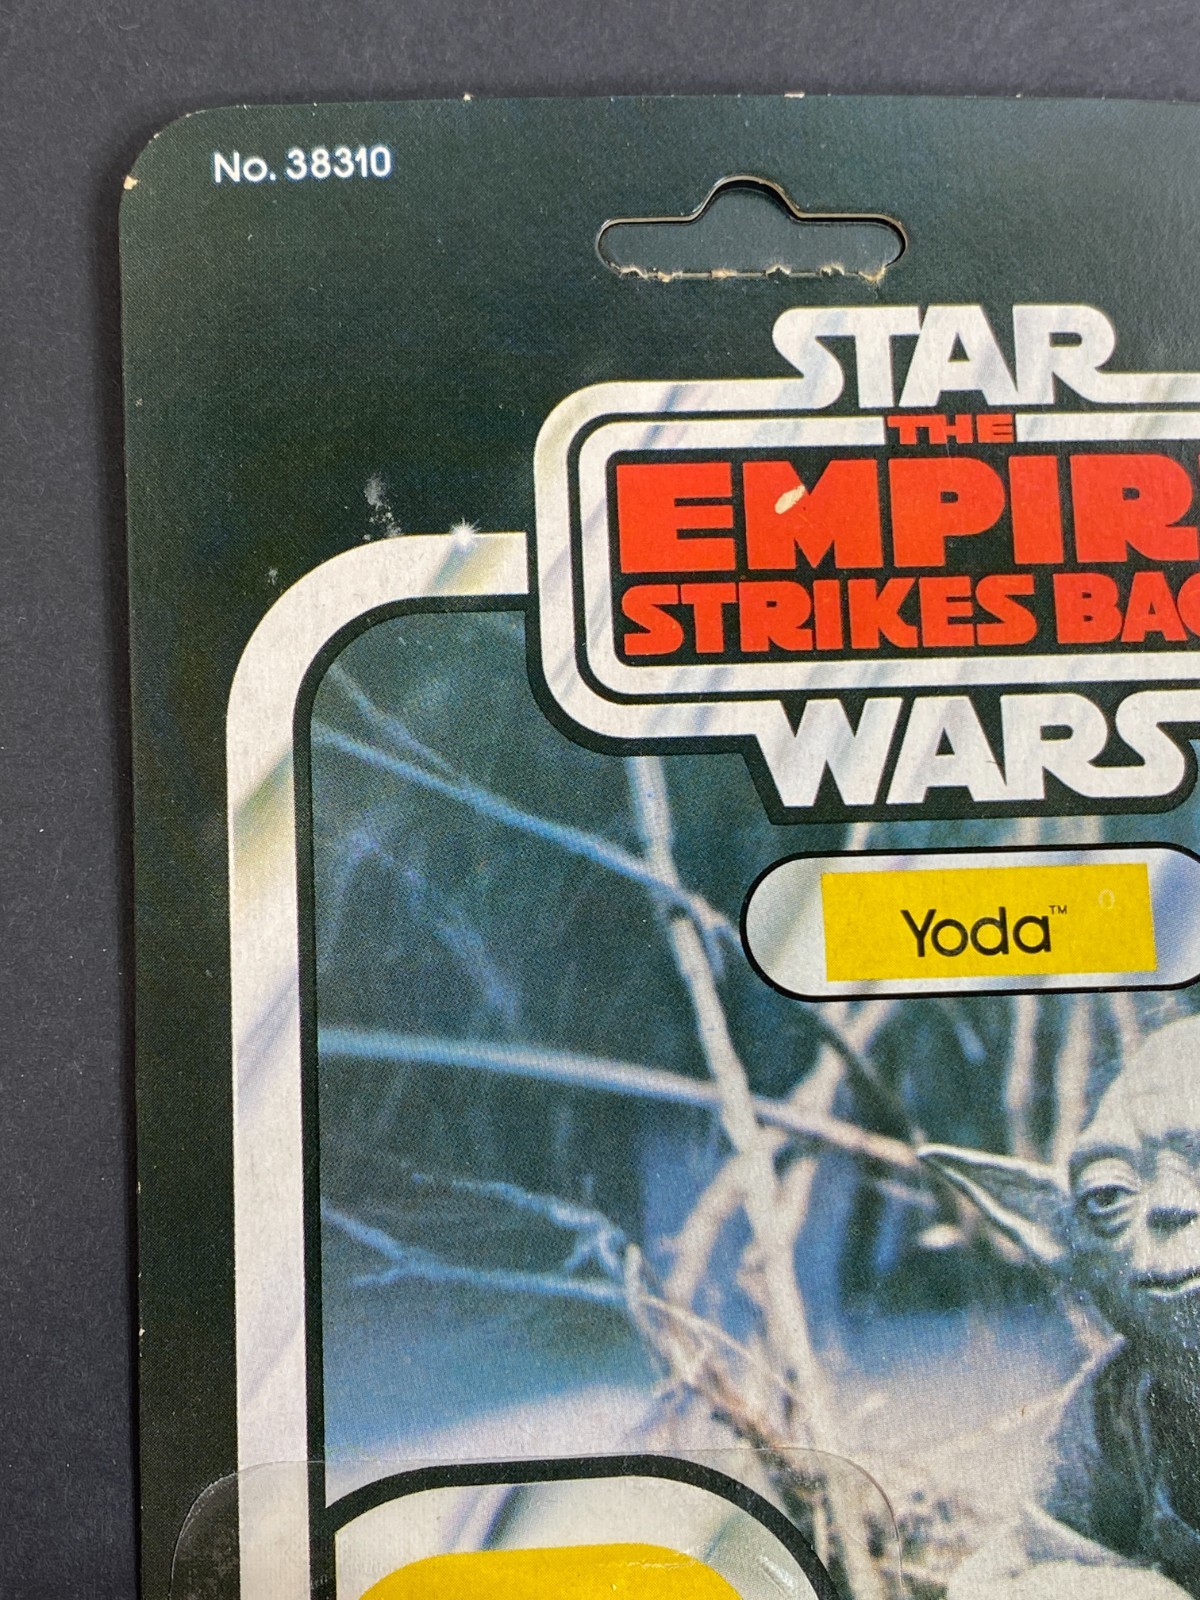 No. 38310
STAR
THE
EMPIR
STRIKES BAC
WARS
Yoda™